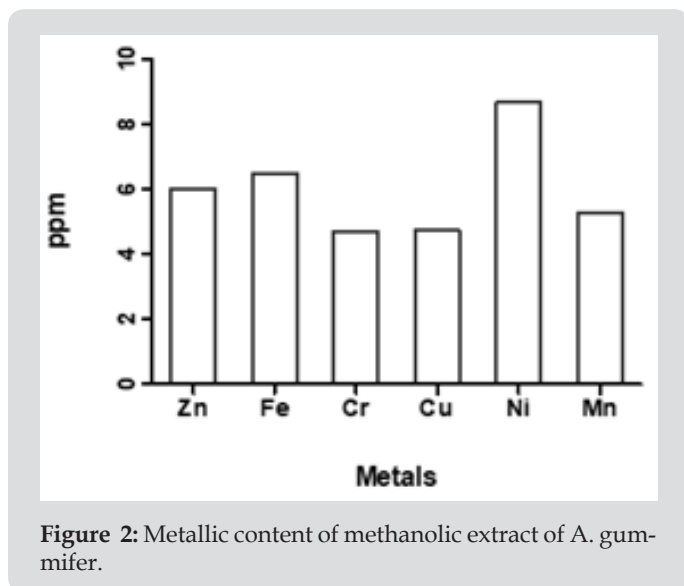 10
8
6
4
2
0
ppm
Zn Fe Cr Cu Ni Mn
Metals
Figure 2: Metallic content of methanolic extract of A. gum-
mifer.